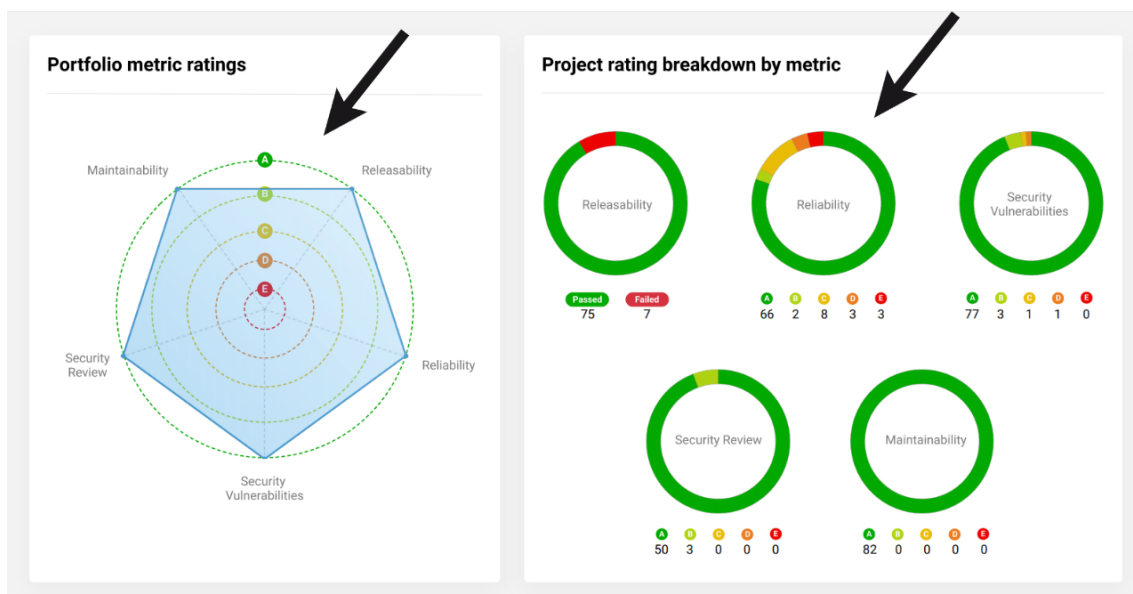 Portfolio metric ratings
A
B
C
D
E
Maintainability
Releasability
Security
Review
Reliability
Security
Vulnerabilities
Project rating breakdown by metric
Releasability
Passed Failed
75 7
Reliability
A B C D E
66 2 8 3 3
Security
Vulnerabilities
A B C D E
77 3 1 1 0
Security Review
A B C D E
50 3 0 0 0
Maintainability
A B C D E
82 0 0 0 0